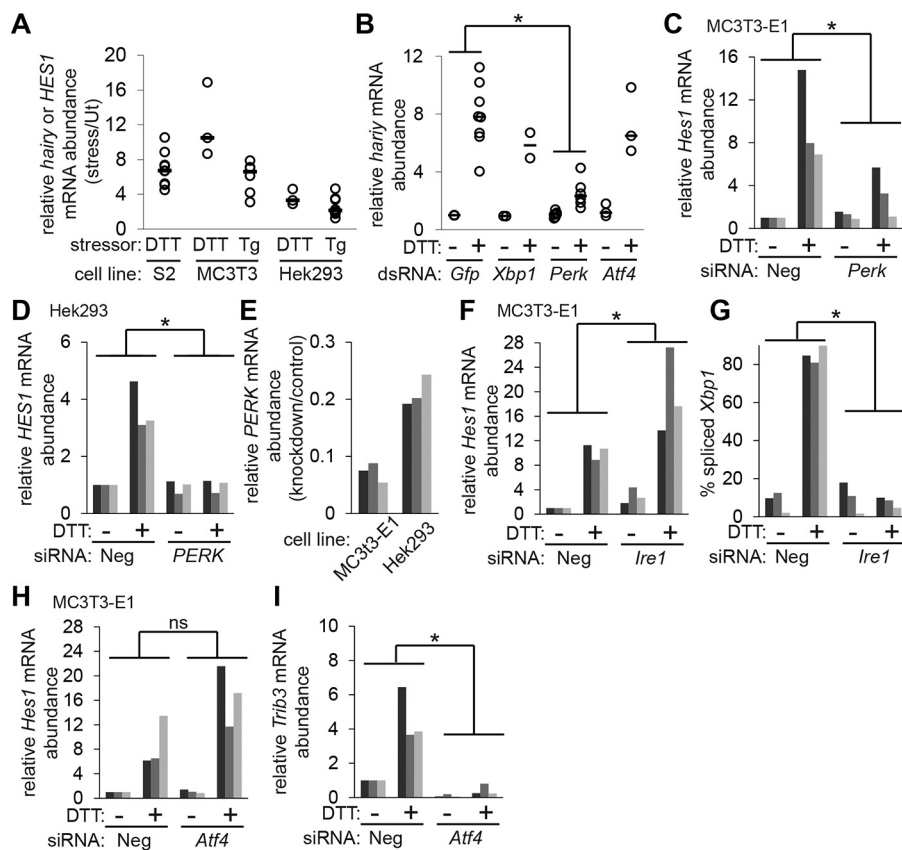 A
relative hairy or HES1
mRNA abundance
(stress/Ut)
20
15
10
5
0
stressor: DTT DTT Tg DTT Tg
cell line: S2 MC3T3 Hek293
B
*
relative hariy mRNA
abundance
12
8
4
0
DTT: - + - + - + - +
dsRNA: Gfp Xbp1 Perk Atf4
C
MC3T3-E1
*
relative Hes1 mRNA
abundance
16
12
8
4
0
DTT: - + - +
siRNA: Neg Perk
D
Hek293
*
relative HES1 mRNA
abundance
6
4
2
0
DTT: - + - +
siRNA: Neg PERK
E
relative PERK mRNA
abundance
(knockdown/control)
0.3
0.2
0.1
0
cell line: MC3t3-E1 Hek293
F
MC3T3-E1
*
relative Hes1 mRNA
abundance
28
24
20
16
12
8
4
0
DTT: - + - +
siRNA: Neg Ire1
G
*
% spliced Xbp1
80
60
40
20
0
DTT: - + - +
siRNA: Neg Ire1
H
MC3T3-E1
ns
relative Hes1 mRNA
abundance
28
24
20
16
12
8
4
0
DTT: - + - +
siRNA: Neg Atf4
I
*
relative Trib3 mRNA
abundance
10
8
6
4
2
0
DTT: - + - +
siRNA: Neg Atf4